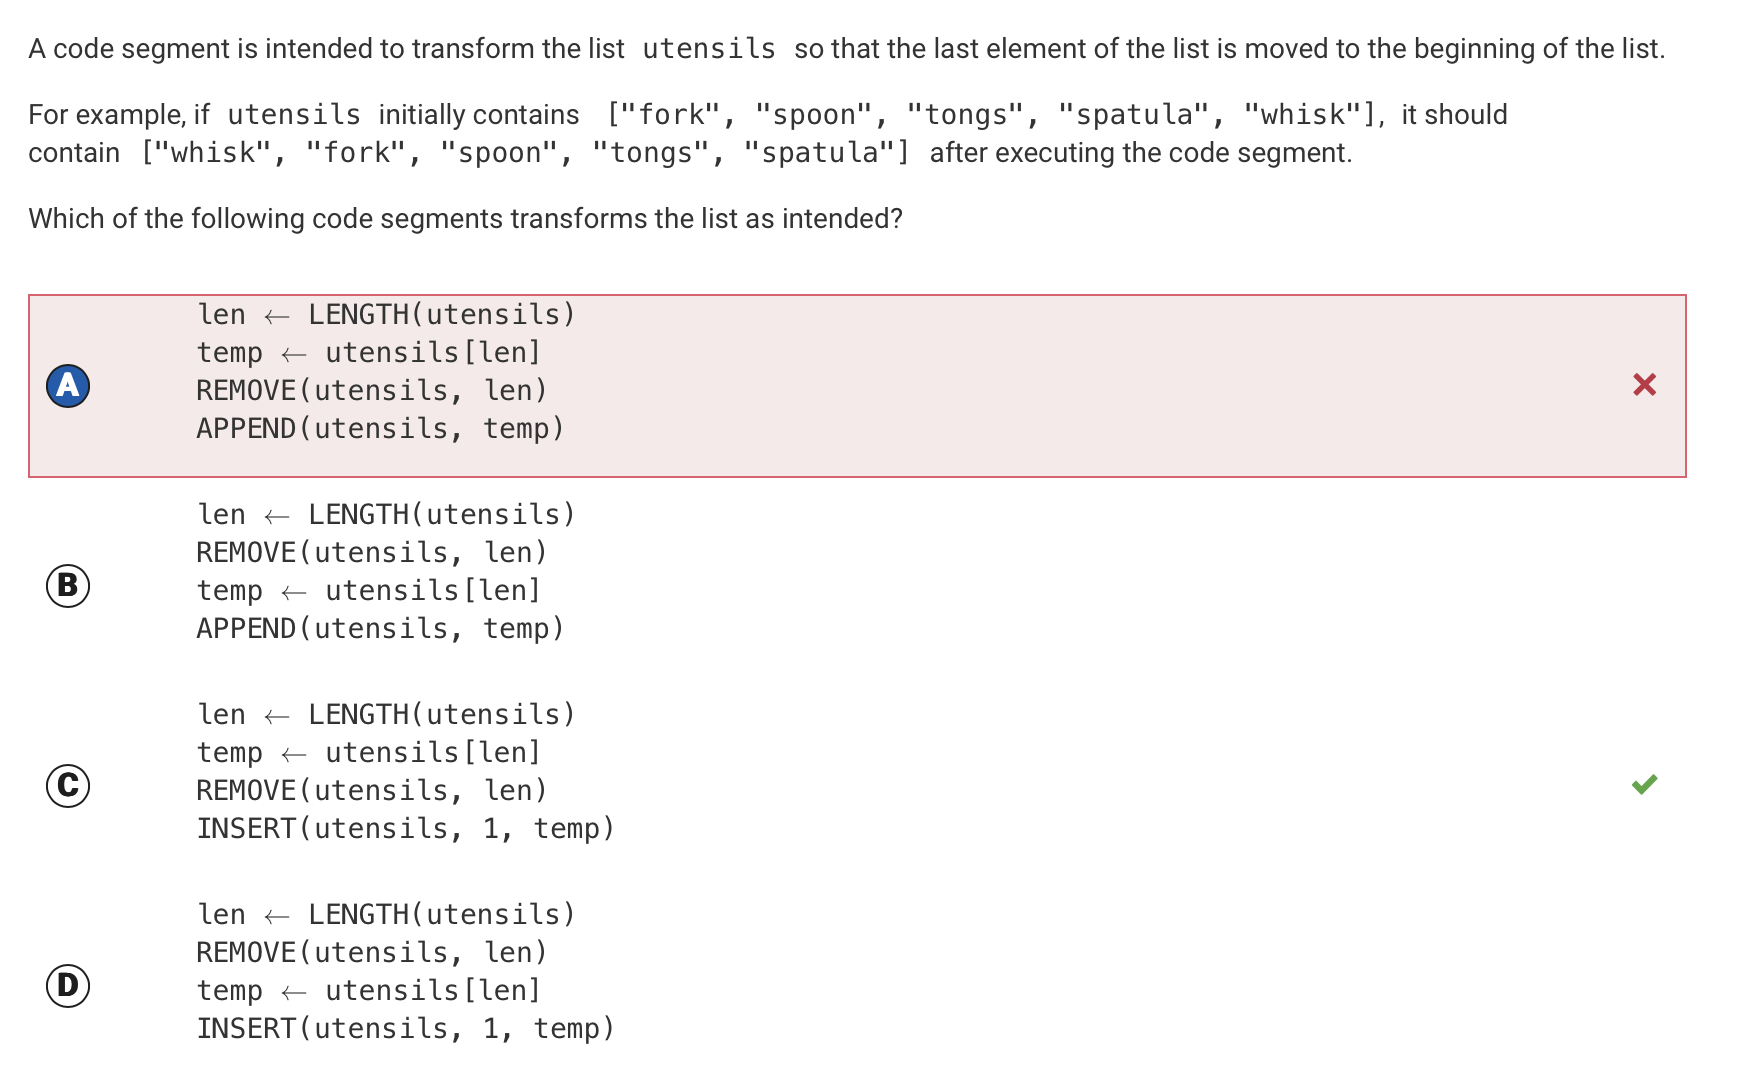 A code segment is intended to transform the list utensils so that the last element of the list is moved to the beginning of the list.
For example, if utensils initially contains ["fork", "spoon", "tongs", "spatula", "whisk"], it should
contain ["whisk", "fork", "spoon", "tongs", "spatula"] after executing the code segment.
Which of the following code segments transforms the list as intended?
A
len ← LENGTH(utensils)
temp ← utensils[len]
REMOVE(utensils, len)
APPEND(utensils, temp)
B
len ← LENGTH(utensils)
REMOVE(utensils, len)
temp ← utensils[len]
APPEND(utensils, temp)
C
len ← LENGTH(utensils)
temp ← utensils[len]
REMOVE(utensils, len)
INSERT(utensils, 1, temp)
D
len ← LENGTH(utensils)
REMOVE(utensils, len)
temp ← utensils[len]
INSERT(utensils, 1, temp)